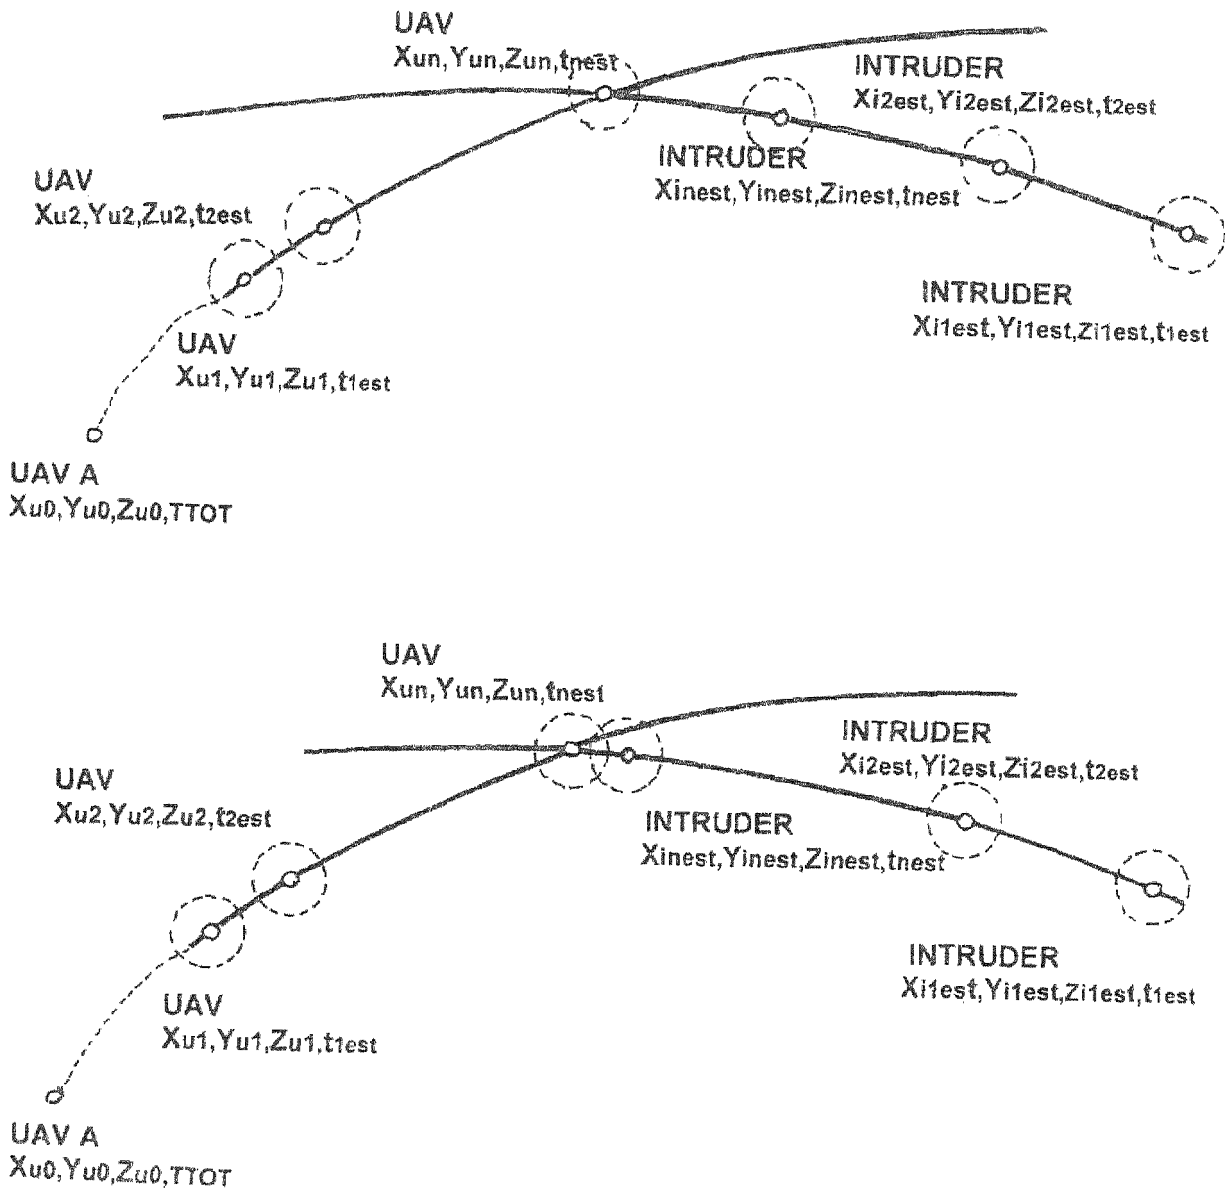 UAV
Xun,Yun,Zun,tnest
INTRUDER
Xi2est,Yi2est,Zi2est,t2est
INTRUDER
Xinest,Yinest,Zinest,tnest
UAV
Xu2,Yu2,Zu2,t2est
INTRUDER
Xi1est,Yi1est,Zi1est,t1est
UAV
Xu1,Yu1,Zu1,t1est
UAV A
Xu0,Yu0,Zu0,TTOT
UAV
Xun,Yun,Zun,tnest
INTRUDER
Xi2est,Yi2est,Zi2est,t2est
UAV
Xu2,Yu2,Zu2,t2est
INTRUDER
Xinest,Yinest,Zinest,tnest
INTRUDER
Xi1est,Yi1est,Zi1est,t1est
UAV
Xu1,Yu1,Zu1,t1est
UAV A
Xu0,Yu0,Zu0,TTOT